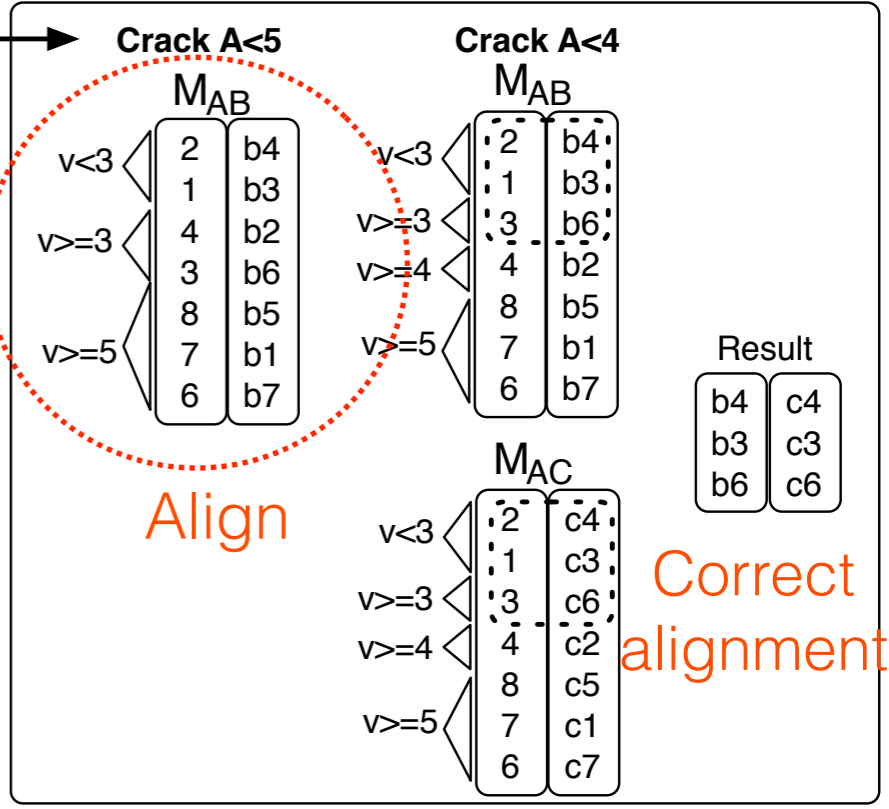 Crack A<5
M_AB
v<3
v>=3
v>=5
2 b4
1 b3
4 b2
3 b6
8 b5
7 b1
6 b7
Align
Crack A<4
M_AB
v<3
v>=3
v>=4
v>=5
2 b4
1 b3
3 b6
4 b2
8 b5
7 b1
6 b7
M_AC
v<3
v>=3
v>=4
v>=5
2 c4
1 c3
3 c6
4 c2
8 c5
7 c1
6 c7
Result
b4 c4
b3 c3
b6 c6
Correct
alignment